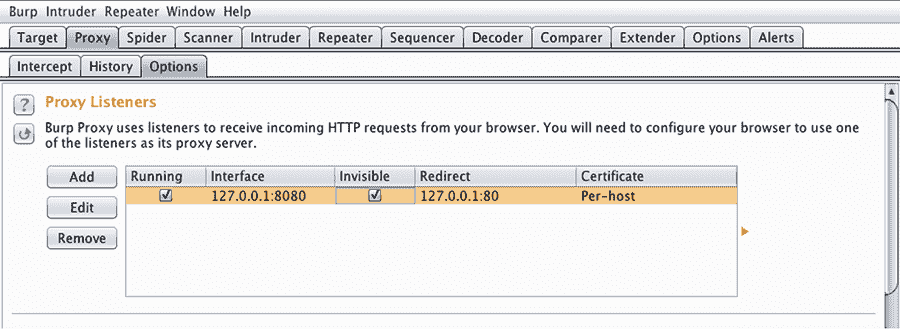 Burp Intruder Repeater Window Help
Target Proxy Spider Scanner Intruder Repeater Sequencer Decoder Comparer Extender Options Alerts
Intercept History Options
? Proxy Listeners
Burp Proxy uses listeners to receive incoming HTTP requests from your browser. You will need to configure your browser to use one
of the listeners as its proxy server.
Add Running Interface Invisible Redirect Certificate
127.0.0.1:8080 127.0.0.1:80 Per-host
Edit
Remove